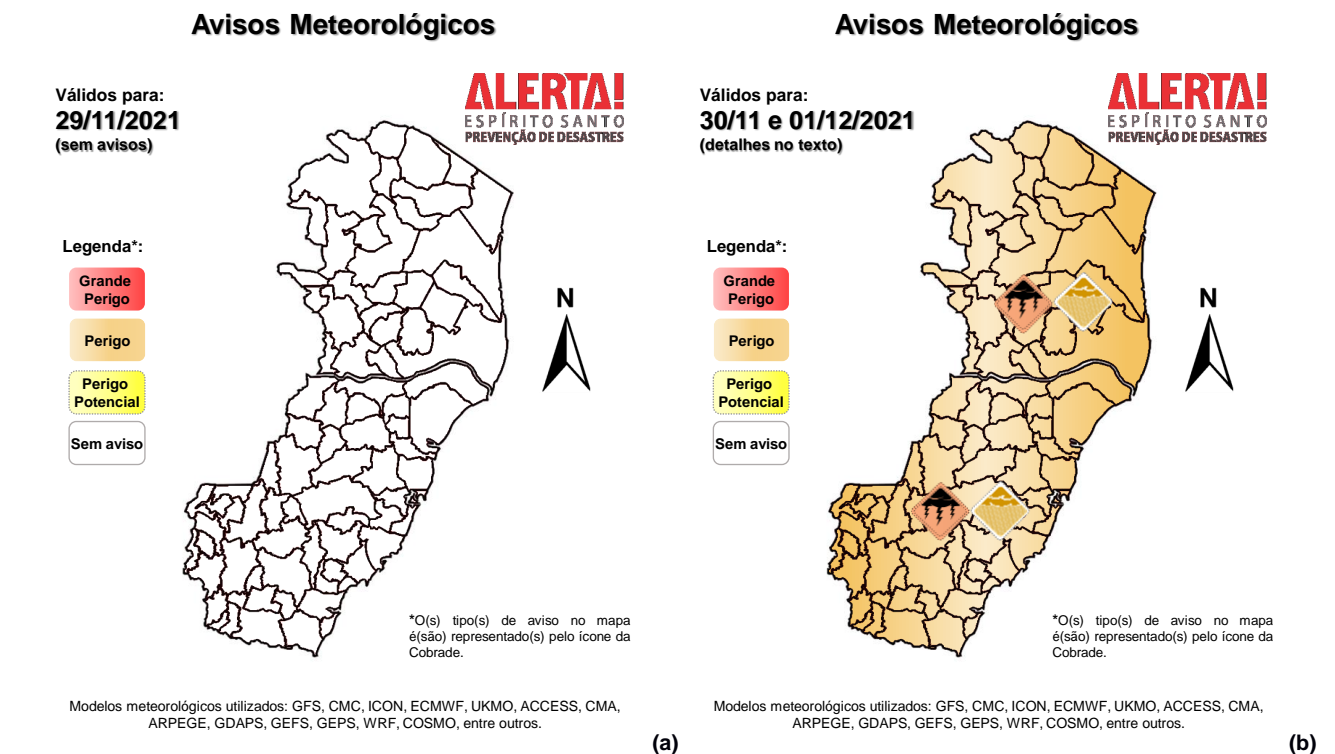 Avisos Meteorológicos
Válidos para:
29/11/2021
(sem avisos)
ALERTA!
ESPÍRITO SANTO
PREVENÇÃO DE DESASTRES
Legenda*:
Grande
Perigo
Perigo
Perigo
Potencial
Sem aviso
N
*O(s) tipo(s) de aviso no mapa
é(são) representado(s) pelo ícone da
Cobrade.
Modelos meteorológicos utilizados: GFS, CMC, ICON, ECMWF, UKMO, ACCESS, CMA,
ARPEGE, GDAPS, GEFS, GEPS, WRF, COSMO, entre outros.
(a)
Avisos Meteorológicos
Válidos para:
30/11 e 01/12/2021
(detalhes no texto)
ALERTA!
ESPÍRITO SANTO
PREVENÇÃO DE DESASTRES
Legenda*:
Grande
Perigo
Perigo
Perigo
Potencial
Sem aviso
N
*O(s) tipo(s) de aviso no mapa
é(são) representado(s) pelo ícone da
Cobrade.
Modelos meteorológicos utilizados: GFS, CMC, ICON, ECMWF, UKMO, ACCESS, CMA,
ARPEGE, GDAPS, GEFS, GEPS, WRF, COSMO, entre outros.
(b)